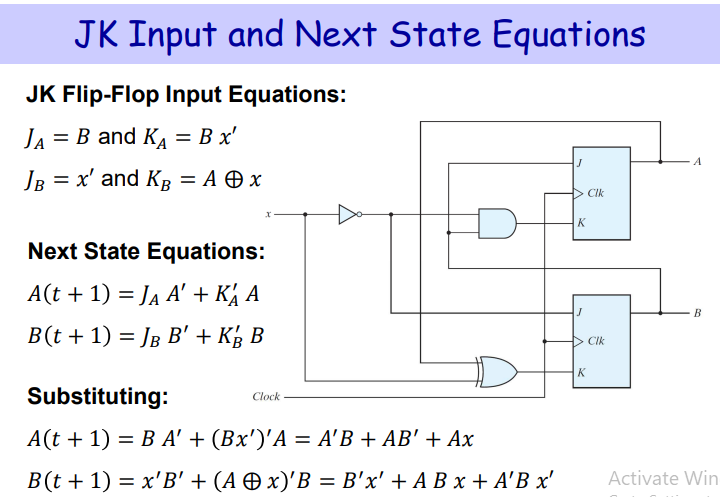 JK Input and Next State Equations
JK Flip-Flop Input Equations:
J_A = B and K_A = B x′
J_B = x′ and K_B = A ⊕ x
Next State Equations:
A(t + 1) = J_A A′ + K′_A A
B(t + 1) = J_B B′ + K′_B B
Substituting:
A(t + 1) = B A′ + (Bx′)′A = A′B + AB′ + Ax
B(t + 1) = x′B′ + (A ⊕ x)′B = B′x′ + A B x + A′B x′
x
J
Clk
K
A
J
Clk
K
B
Clock
Activate Win